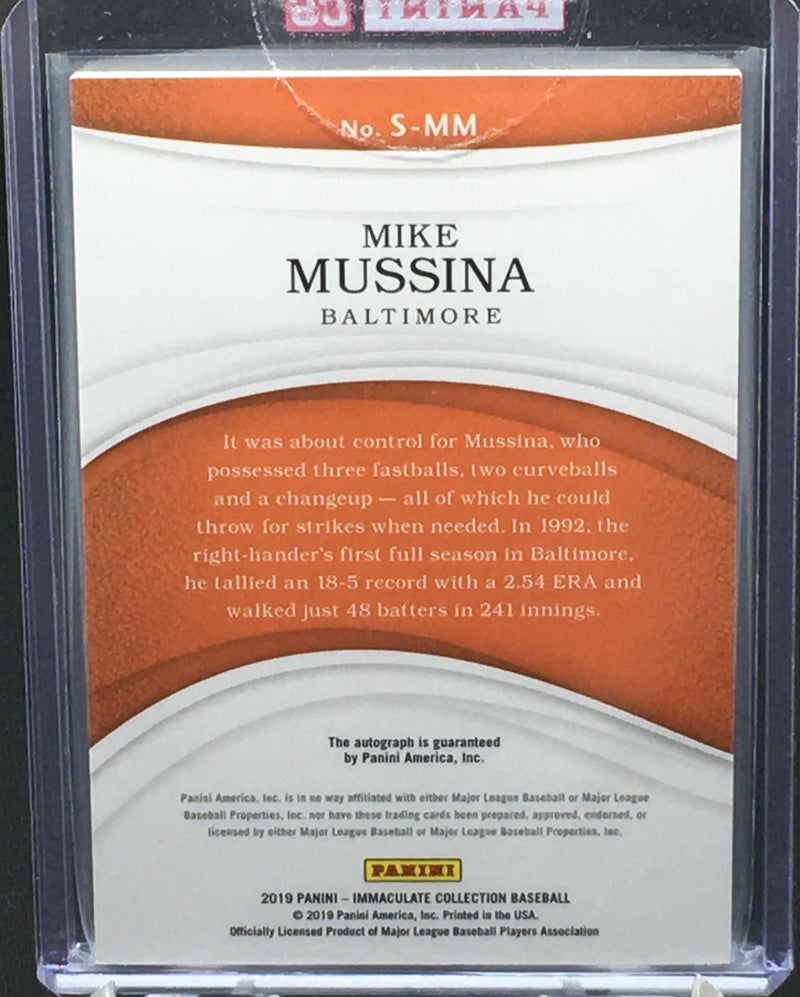 PANINI
No. S-MM
MIKE
MUSSINA
BALTIMORE
It was about control for Mussina, who
possessed three fastballs, two curveballs
and a changeup — all of which he could
throw for strikes when needed. In 1992, the
right-hander's first full season in Baltimore,
he tallied an 18-5 record with a 2.54 ERA and
walked just 48 batters in 241 innings.
The autograph is guaranteed
by Panini America, Inc.
Panini America, Inc. is in no way affiliated with either Major League Baseball or Major League
Baseball Properties, Inc. nor have these trading cards been prepared, approved, endorsed, or
licensed by either Major League Baseball or Major League Baseball Properties, Inc.
PANINI
2019 PANINI – IMMACULATE COLLECTION BASEBALL
© 2019 Panini America, Inc. Printed in the USA.
Officially Licensed Product of Major League Baseball Players Association